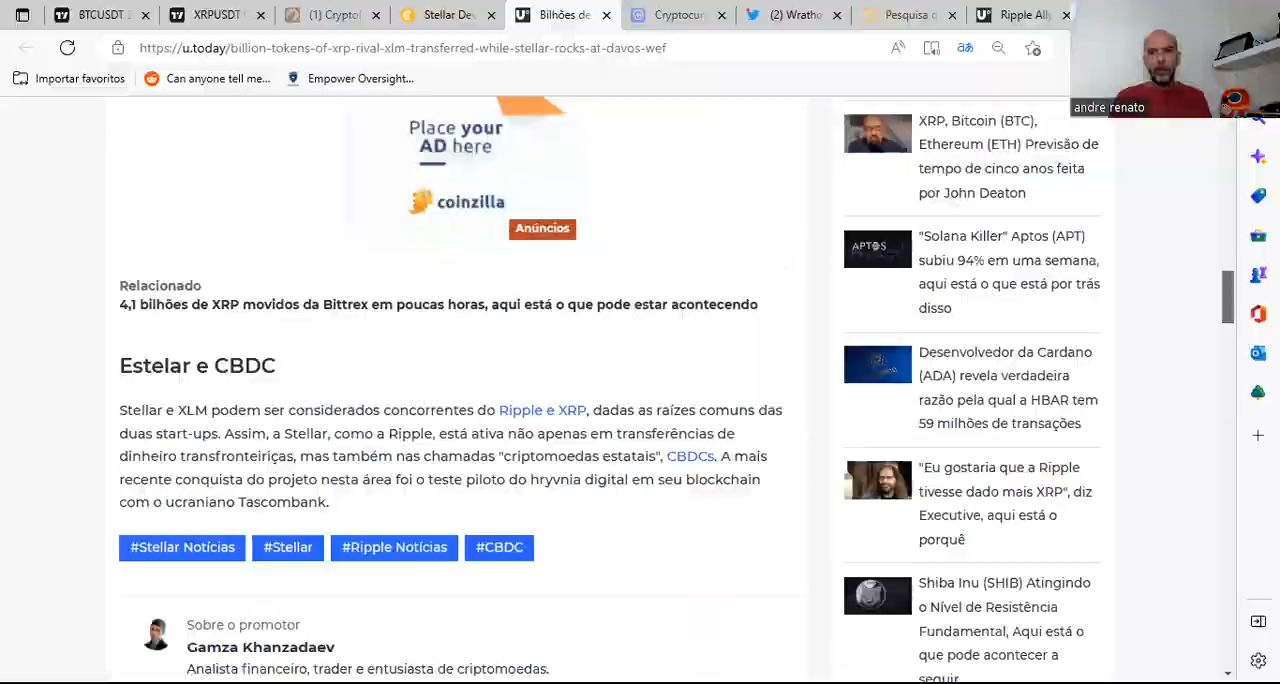 BTCUSDT
XRPUSDT
(1) Cryptol
Stellar Dev
Bilhões de
Cryptocur
(2) Wratho
Pesquisa d
Ripple Ally
https://u.today/billion-tokens-of-xrp-rival-xlm-transferred-while-stellar-rocks-at-davos-wef
Importar favoritos
Can anyone tell me...
Empower Oversight...
andre renato
Place your
AD here
coinzilla
Anúncios
Relacionado
4,1 bilhões de XRP movidos da Bittrex em poucas horas, aqui está o que pode estar acontecendo
Estelar e CBDC
Stellar e XLM podem ser considerados concorrentes do Ripple e XRP, dadas as raízes comuns das
duas start-ups. Assim, a Stellar, como a Ripple, está ativa não apenas em transferências de
dinheiro transfronteiriças, mas também nas chamadas "criptomoedas estatais", CBDCs. A mais
recente conquista do projeto nesta área foi o teste piloto do hryvnia digital em seu blockchain
com o ucraniano Tascombank.
#Stellar Notícias
#Stellar
#Ripple Notícias
#CBDC
Sobre o promotor
Gamza Khanzadaev
Analista financeiro, trader e entusiasta de criptomoedas.
XRP, Bitcoin (BTC),
Ethereum (ETH) Previsão de
tempo de cinco anos feita
por John Deaton
APTOS
"Solana Killer" Aptos (APT)
subiu 94% em uma semana,
aqui está o que está por trás
disso
Desenvolvedor da Cardano
(ADA) revela verdadeira
razão pela qual a HBAR tem
59 milhões de transações
"Eu gostaria que a Ripple
tivesse dado mais XRP", diz
Executive, aqui está o
porquê
Shiba Inu (SHIB) Atingindo
o Nível de Resistência
Fundamental, Aqui está o
que pode acontecer a
seguir